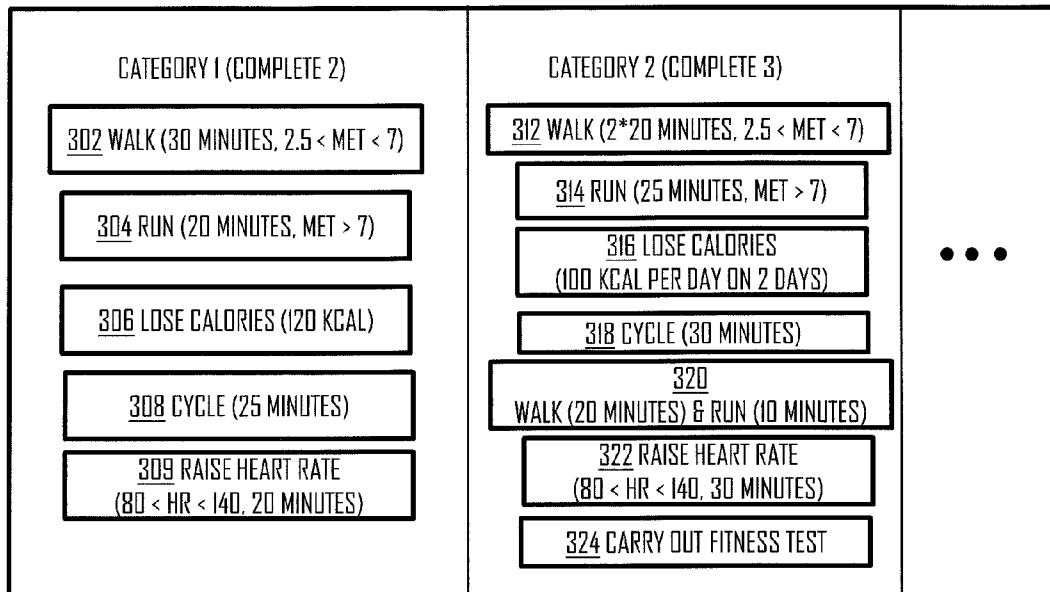 CATEGORY 1 (COMPLETE 2)
302 WALK (30 MINUTES, 2.5 < MET < 7)
304 RUN (20 MINUTES, MET > 7)
306 LOSE CALORIES (120 KCAL)
308 CYCLE (25 MINUTES)
309 RAISE HEART RATE
(80 < HR < 140, 20 MINUTES)
CATEGORY 2 (COMPLETE 3)
312 WALK (2*20 MINUTES, 2.5 < MET < 7)
314 RUN (25 MINUTES, MET > 7)
316 LOSE CALORIES
(100 KCAL PER DAY ON 2 DAYS)
318 CYCLE (30 MINUTES)
320
WALK (20 MINUTES) & RUN (10 MINUTES)
322 RAISE HEART RATE
(80 < HR < 140, 30 MINUTES)
324 CARRY OUT FITNESS TEST
• • •